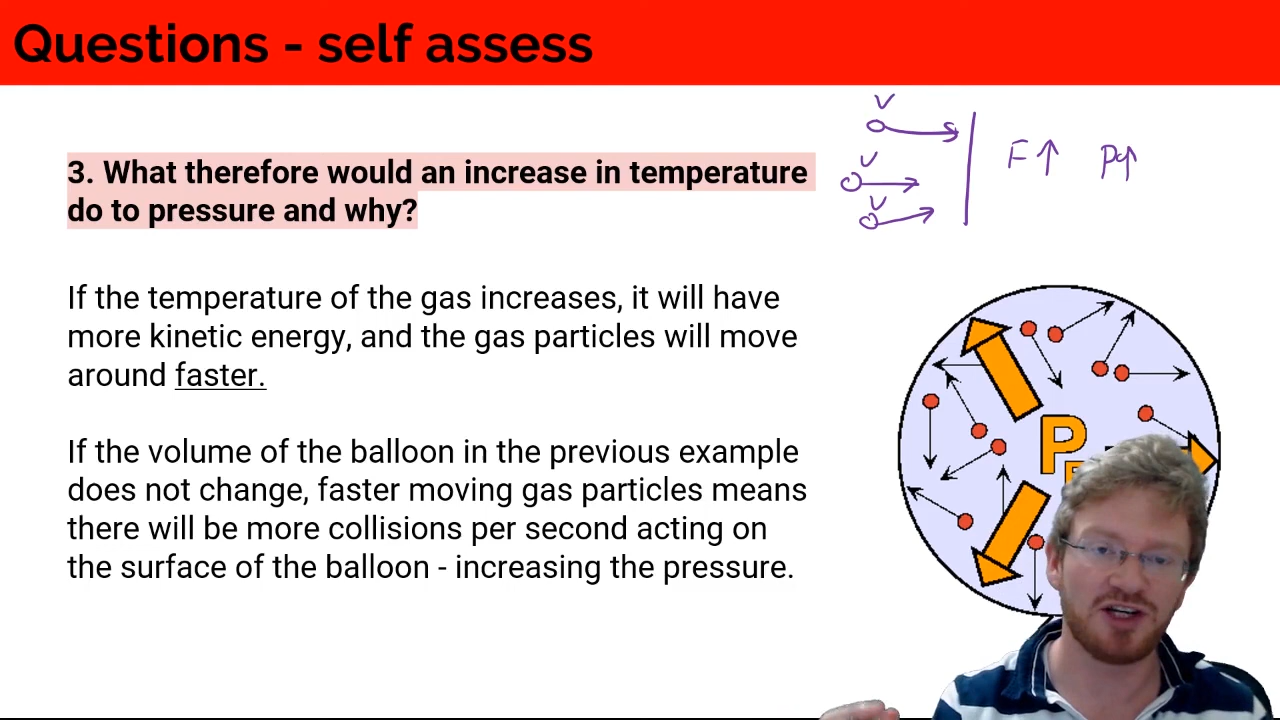 Questions - self assess
3. What therefore would an increase in temperature
do to pressure and why?
If the temperature of the gas increases, it will have
more kinetic energy, and the gas particles will move
around faster.
If the volume of the balloon in the previous example
does not change, faster moving gas particles means
there will be more collisions per second acting on
the surface of the balloon - increasing the pressure.
v
v
v
F↑ P↑
P